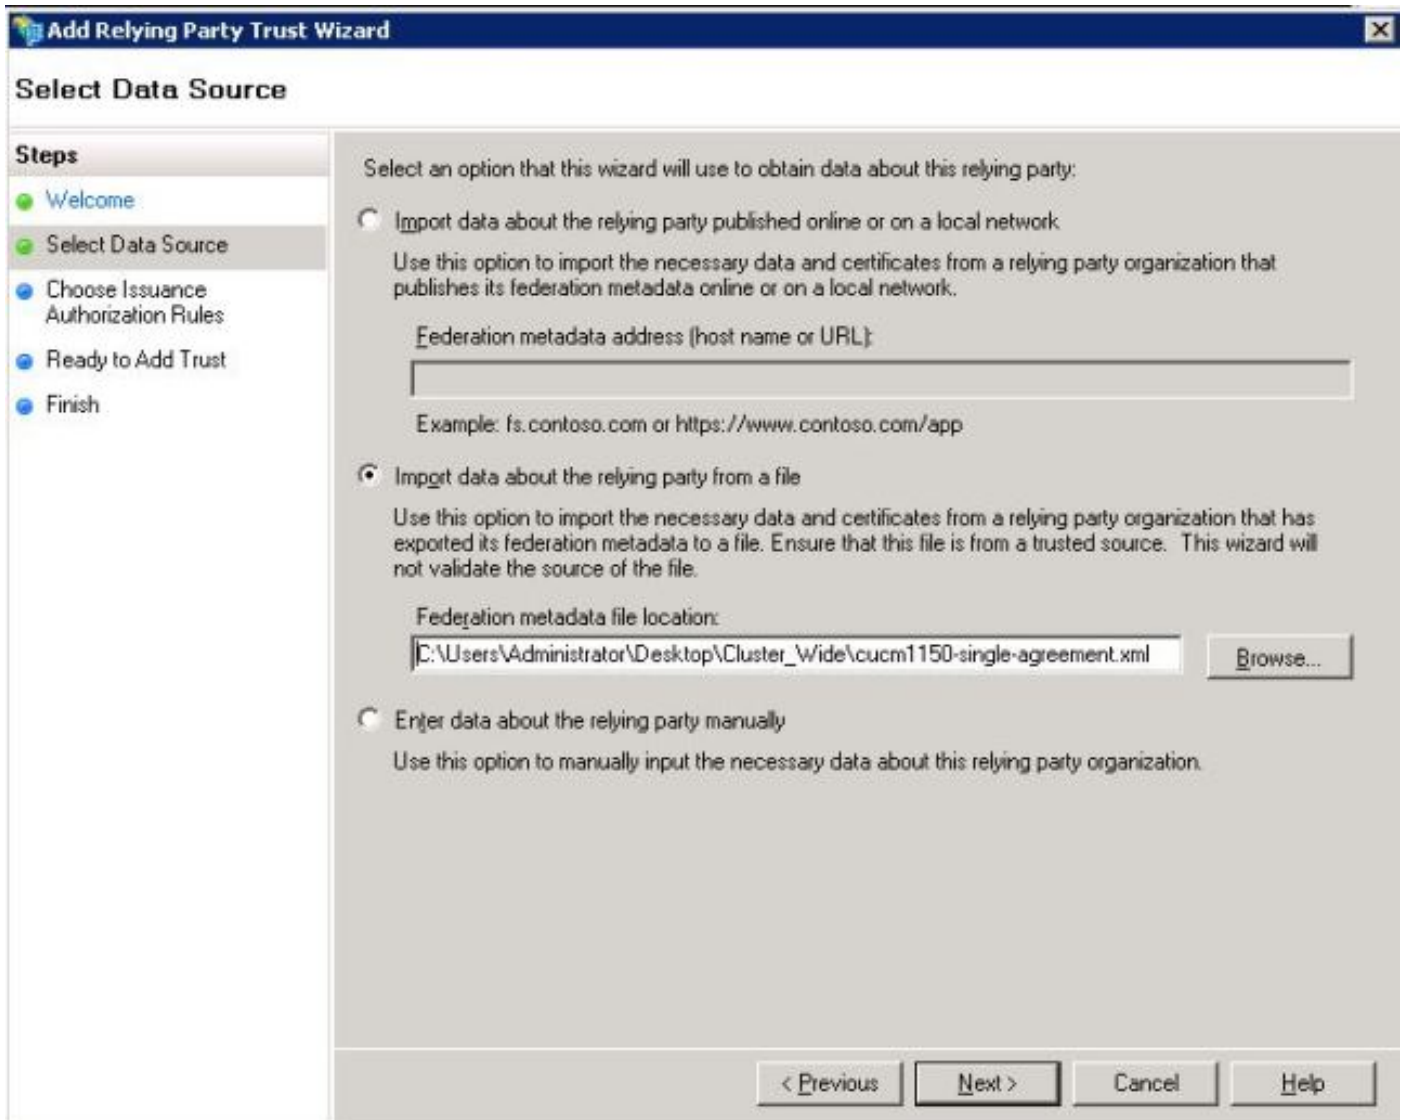 Add Relying Party Trust Wizard
Select Data Source
Steps
Welcome
Select Data Source
Choose Issuance
Authorization Rules
Ready to Add Trust
Finish
Select an option that this wizard will use to obtain data about this relying party:
Import data about the relying party published online or on a local network
Use this option to import the necessary data and certificates from a relying party organization that
publishes its federation metadata online or on a local network.
Federation metadata address (host name or URL):
Example: fs.contoso.com or https://www.contoso.com/app
Import data about the relying party from a file
Use this option to import the necessary data and certificates from a relying party organization that has
exported its federation metadata to a file. Ensure that this file is from a trusted source. This wizard will
not validate the source of the file.
Federation metadata file location:
C:\Users\Administrator\Desktop\Cluster_Wide\cucm1150-single-agreement.xml
Browse...
Enter data about the relying party manually
Use this option to manually input the necessary data about this relying party organization.
< Previous
Next >
Cancel
Help